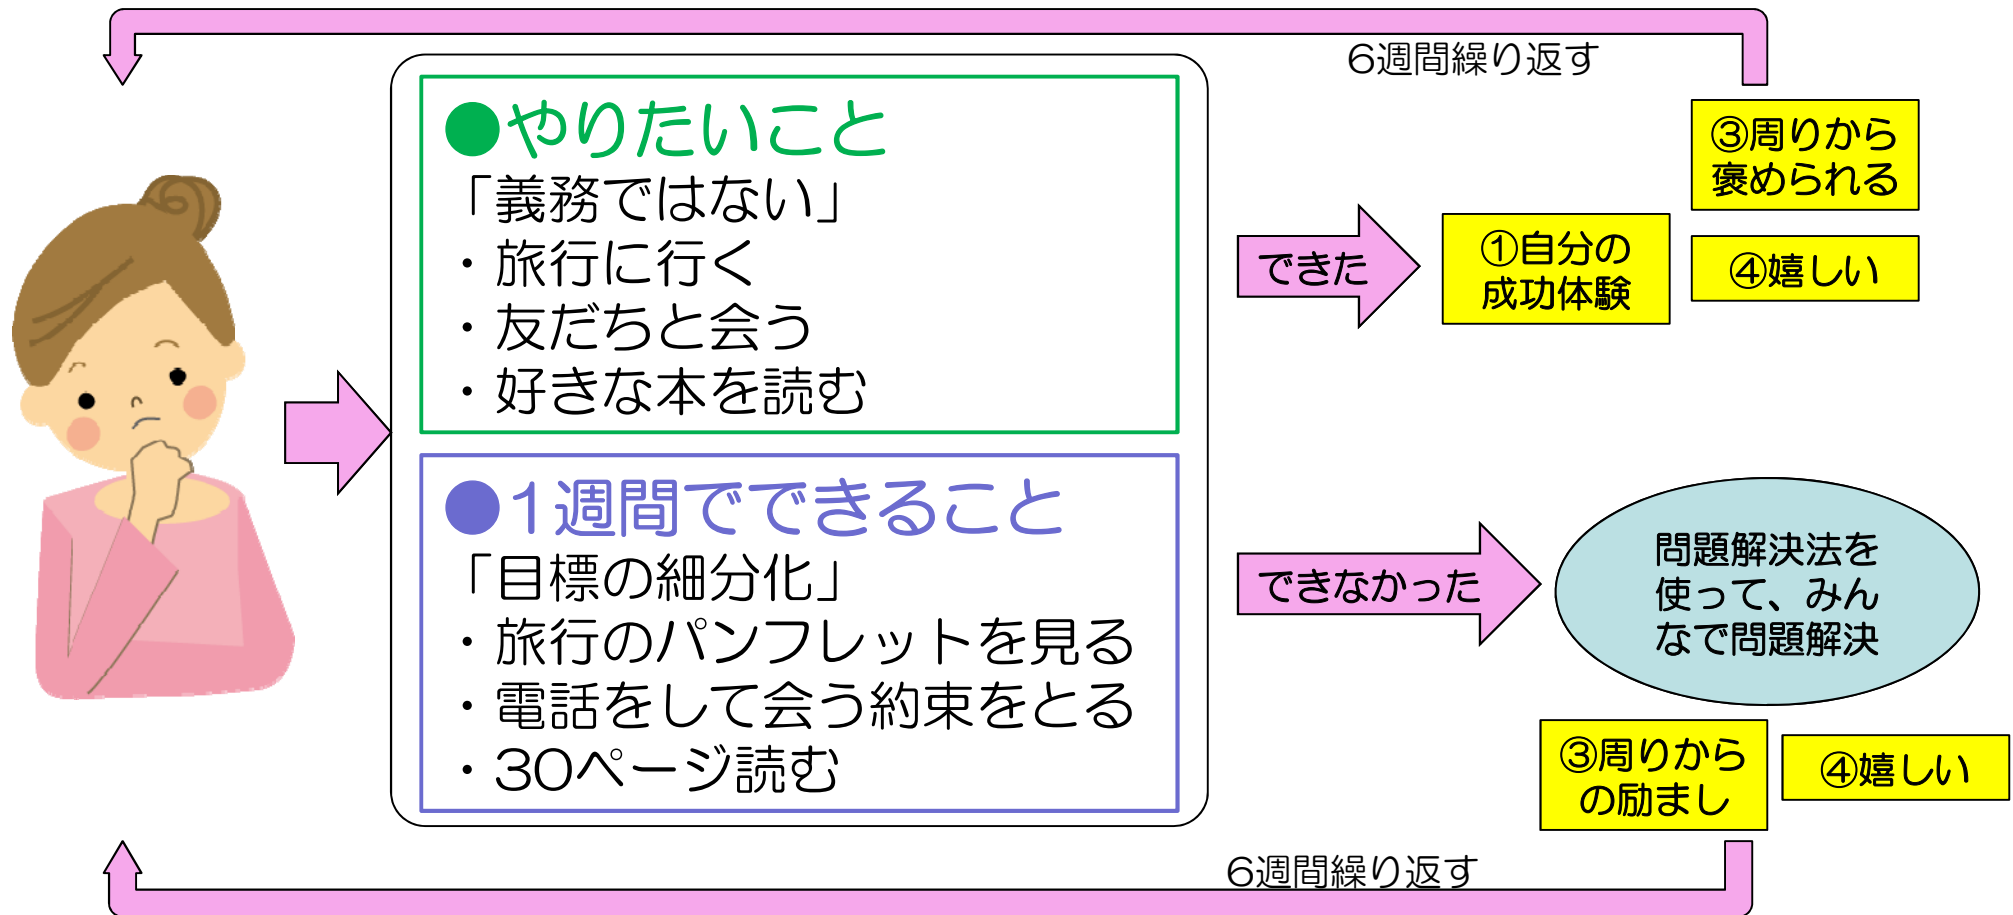 6週間繰り返す
●やりたいこと
「義務ではない」
・旅行に行く
・友だちと会う
・好きな本を読む
●1週間でできること
「目標の細分化」
・旅行のパンフレットを見る
・電話をして会う約束をとる
・30ページ読む
できた
①自分の
成功体験
③周りから
褒められる
④嬉しい
できなかった
問題解決法を
使って、みん
なで問題解決
③周りから
の励まし
④嬉しい
6週間繰り返す